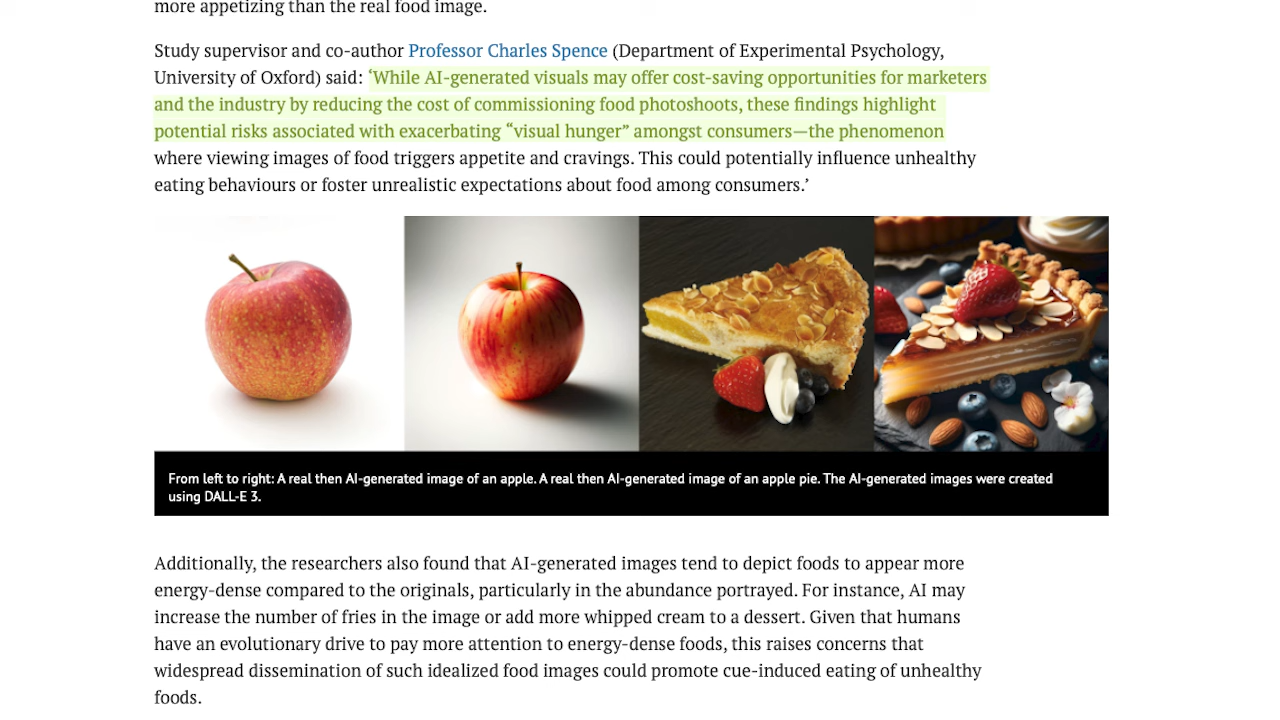 more appetizing than the real food image.
Study supervisor and co-author Professor Charles Spence (Department of Experimental Psychology,
University of Oxford) said: ‘While AI-generated visuals may offer cost-saving opportunities for marketers
and the industry by reducing the cost of commissioning food photoshoots, these findings highlight
potential risks associated with exacerbating “visual hunger” amongst consumers—the phenomenon
where viewing images of food triggers appetite and cravings. This could potentially influence unhealthy
eating behaviours or foster unrealistic expectations about food among consumers.’
From left to right: A real then AI-generated image of an apple. A real then AI-generated image of an apple pie. The AI-generated images were created
using DALL-E 3.
Additionally, the researchers also found that AI-generated images tend to depict foods to appear more
energy-dense compared to the originals, particularly in the abundance portrayed. For instance, AI may
increase the number of fries in the image or add more whipped cream to a dessert. Given that humans
have an evolutionary drive to pay more attention to energy-dense foods, this raises concerns that
widespread dissemination of such idealized food images could promote cue-induced eating of unhealthy
foods.